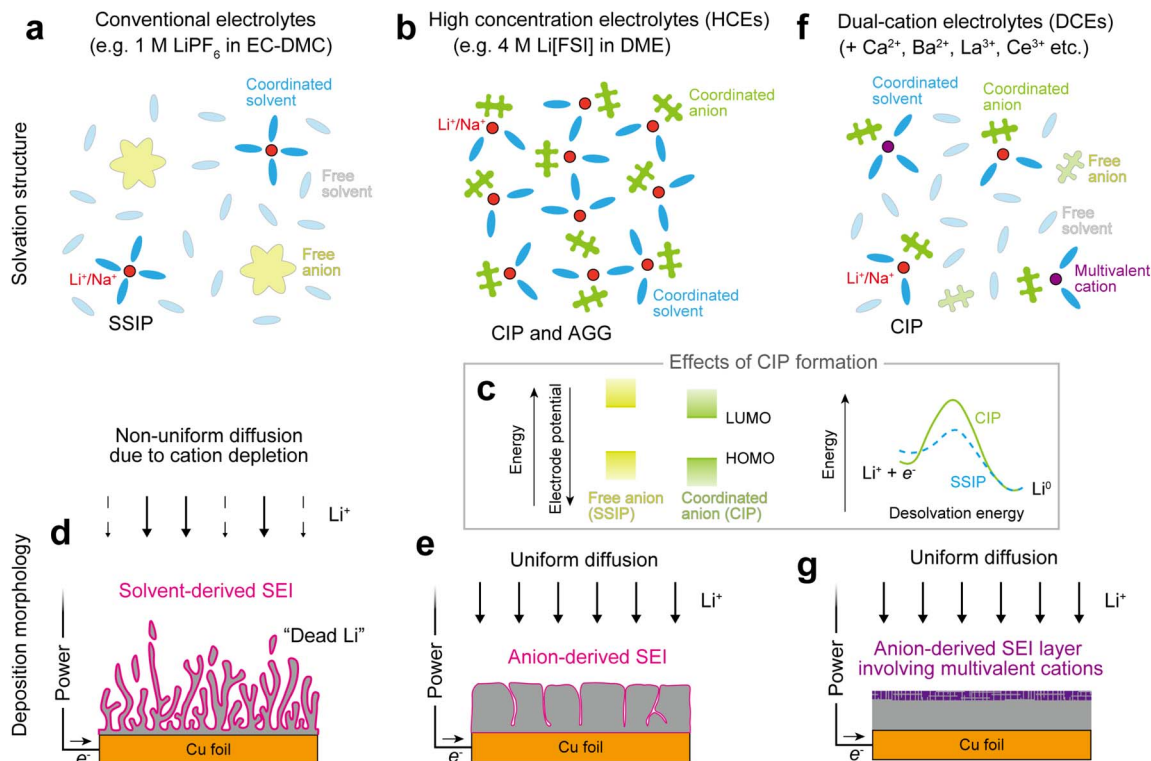 a
Conventional electrolytes
(e.g. 1 M LiPF₆ in EC-DMC)
b
High concentration electrolytes (HCEs)
(e.g. 4 M Li[FSI] in DME)
f
Dual-cation electrolytes (DCEs)
(+ Ca²⁺, Ba²⁺, La³⁺, Ce³⁺ etc.)
Solvation structure
Coordinated
solvent
Free
solvent
Free
anion
Li⁺/Na⁺
SSIP
Coordinated
anion
Li⁺/Na⁺
Coordinated
solvent
CIP and AGG
Coordinated
solvent
Coordinated
anion
Free
anion
Free
solvent
Li⁺/Na⁺
Multivalent
cation
CIP
Effects of CIP formation
c
Energy
Electrode potential
LUMO
HOMO
Free anion
(SSIP)
Coordinated
anion (CIP)
Energy
CIP
SSIP
Li⁺ + e⁻
Li⁰
Desolvation energy
Deposition morphology
Non-uniform diffusion
due to cation depletion
Li⁺
d
Solvent-derived SEI
"Dead Li"
Power
e⁻
Cu foil
e
Uniform diffusion
Li⁺
Anion-derived SEI
Power
e⁻
Cu foil
g
Uniform diffusion
Li⁺
Anion-derived SEI layer
involving multivalent cations
Power
e⁻
Cu foil